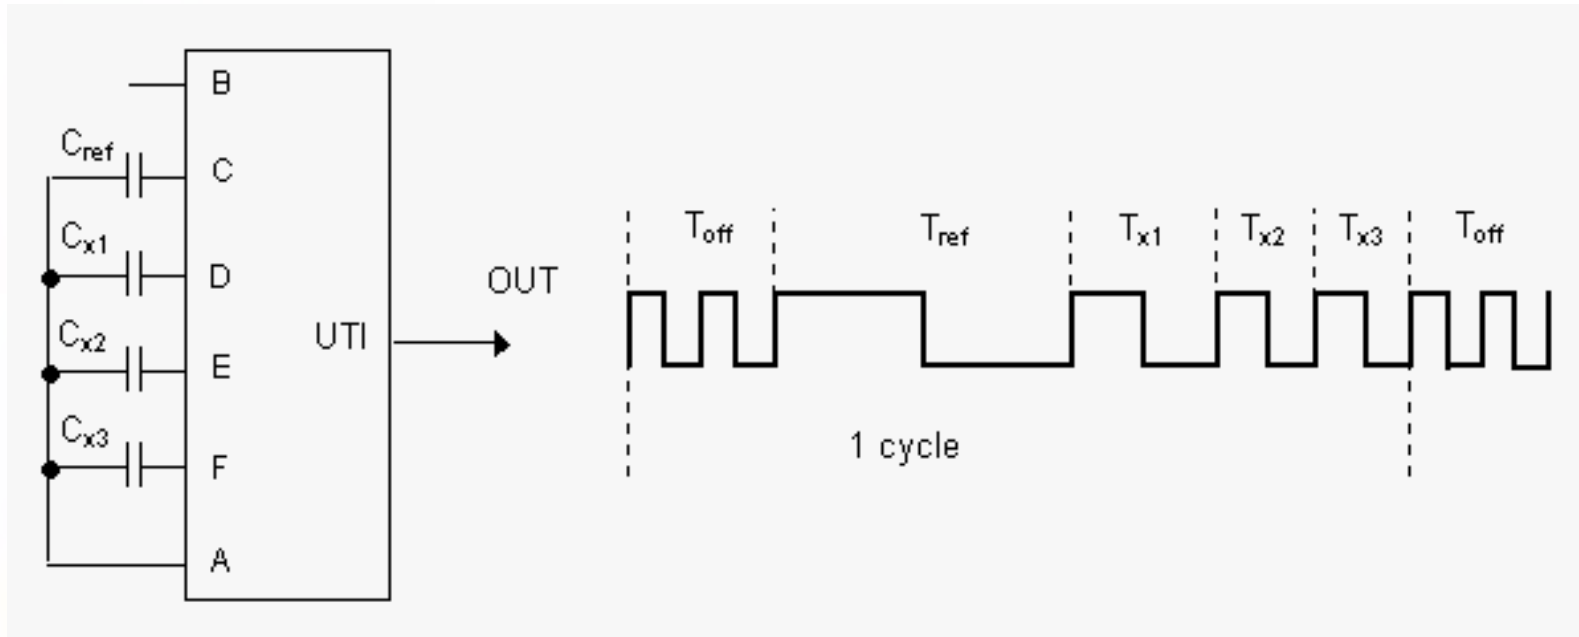 B
C_ref
C
C_x1
D
C_x2
E
C_x3
F
A
UTI
OUT
T_off T_ref T_x1 T_x2 T_x3 T_off
1 cycle